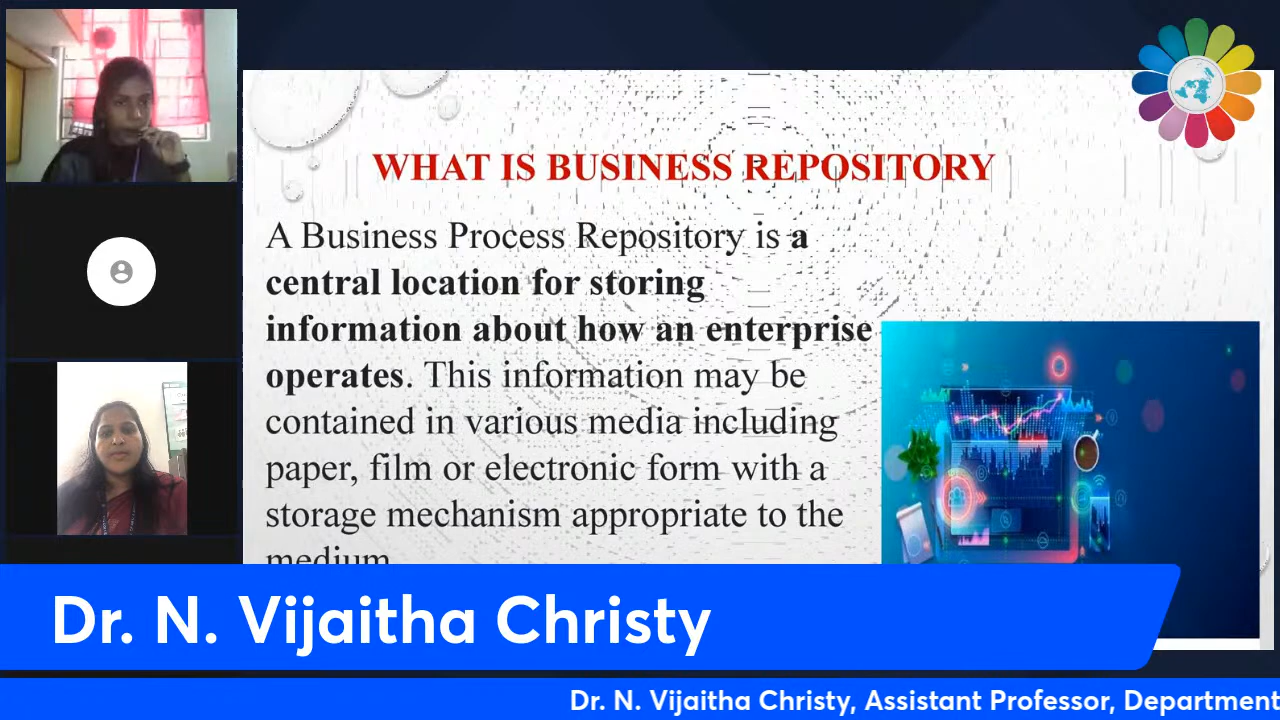 WHAT IS BUSINESS REPOSITORY
A Business Process Repository is a
central location for storing
information about how an enterprise
operates. This information may be
contained in various media including
paper, film or electronic form with a
storage mechanism appropriate to the
medium
Dr. N. Vijaitha Christy
Dr. N. Vijaitha Christy, Assistant Professor, Department